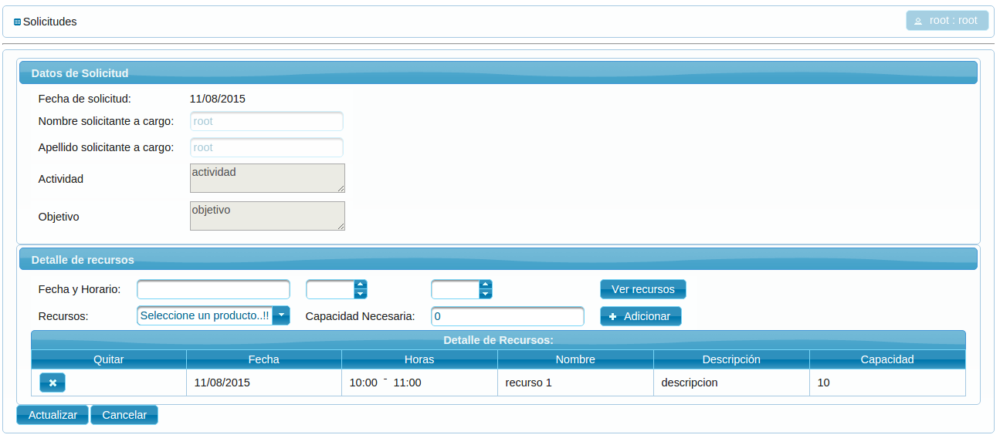 Solicitudes
root : root
Datos de Solicitud
Fecha de solicitud: 11/08/2015
Nombre solicitante a cargo: root
Apellido solicitante a cargo: root
Actividad actividad
Objetivo objetivo
Detalle de recursos
Fecha y Horario: Ver recursos
Recursos: Seleccione un producto..!! Capacidad Necesaria: 0 Adicionar
Detalle de Recursos:
Quitar Fecha Horas Nombre Descripción Capacidad
11/08/2015 10:00 - 11:00 recurso 1 descripcion 10
Actualizar Cancelar